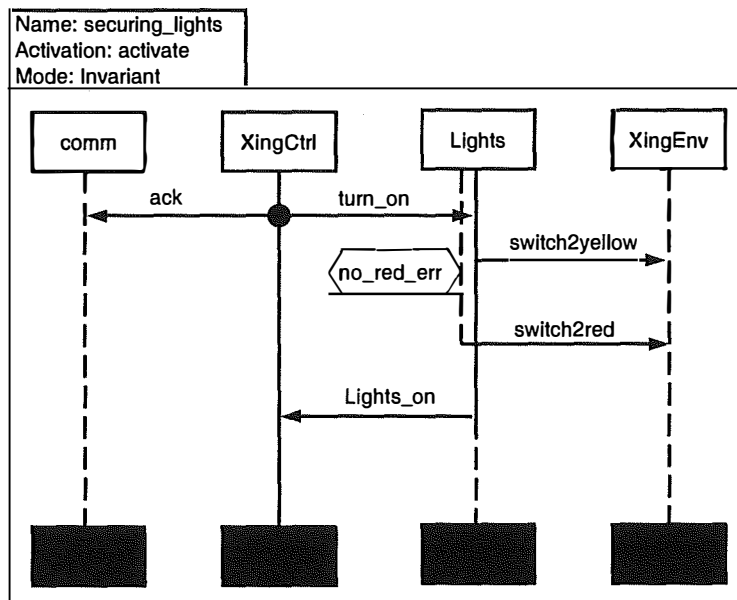 Name: securing_lights
Activation: activate
Mode: Invariant
comm
XingCtrl
Lights
XingEnv
ack
turn_on
switch2yellow
no_red_err
switch2red
Lights_on